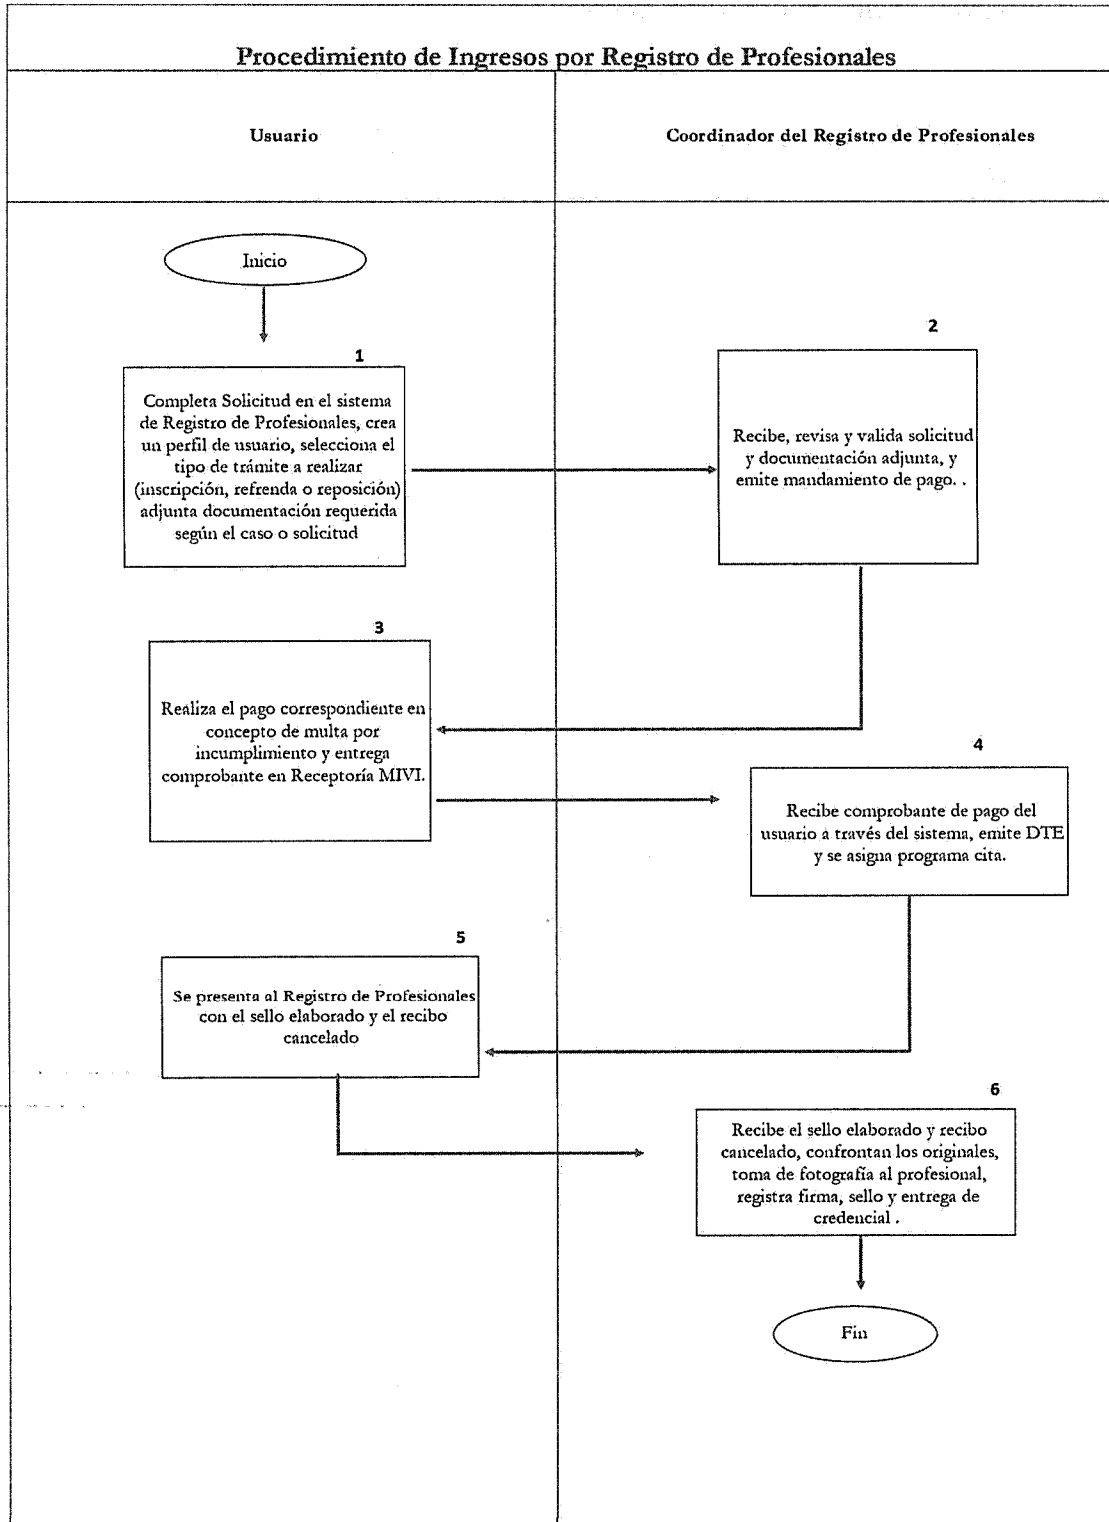 Procedimiento de Ingresos por Registro de Profesionales
Usuario
Coordinador del Registro de Profesionales
Inicio
1
Completa Solicitud en el sistema
de Registro de Profesionales, crea
un perfil de usuario, selecciona el
tipo de trámite a realizar
(inscripción, refrenda o reposición)
adjunta documentación requerida
según el caso o solicitud
2
Recibe, revisa y valida solicitud
y documentación adjunta, y
emite mandamiento de pago. .
3
Realiza el pago correspondiente en
concepto de multa por
incumplimiento y entrega
comprobante en Receptoría MIVI.
4
Recibe comprobante de pago del
usuario a través del sistema, emite DTE
y se asigna programa cita.
5
Se presenta al Registro de Profesionales
con el sello elaborado y el recibo
cancelado
6
Recibe el sello elaborado y recibo
cancelado, confrontan los originales,
toma de fotografía al profesional,
registra firma, sello y entrega de
credencial .
Fin